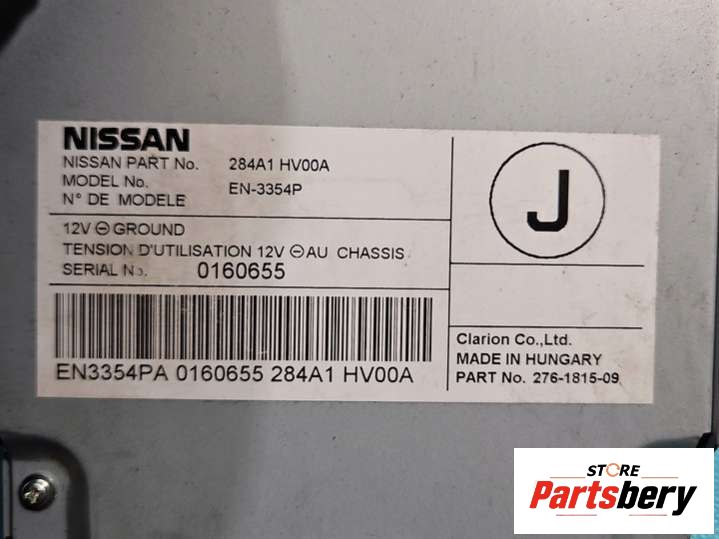 NISSAN
NISSAN PART No. 284A1 HV00A
MODEL No.
N° DE MODELE EN-3354P
12V ⊖ GROUND
TENSION D'UTILISATION 12V ⊖ AU CHASSIS
SERIAL No. 0160655
EN3354PA 0160655 284A1 HV00A
J
Clarion Co.,Ltd.
MADE IN HUNGARY
PART No. 276-1815-09
STORE
Partsbery